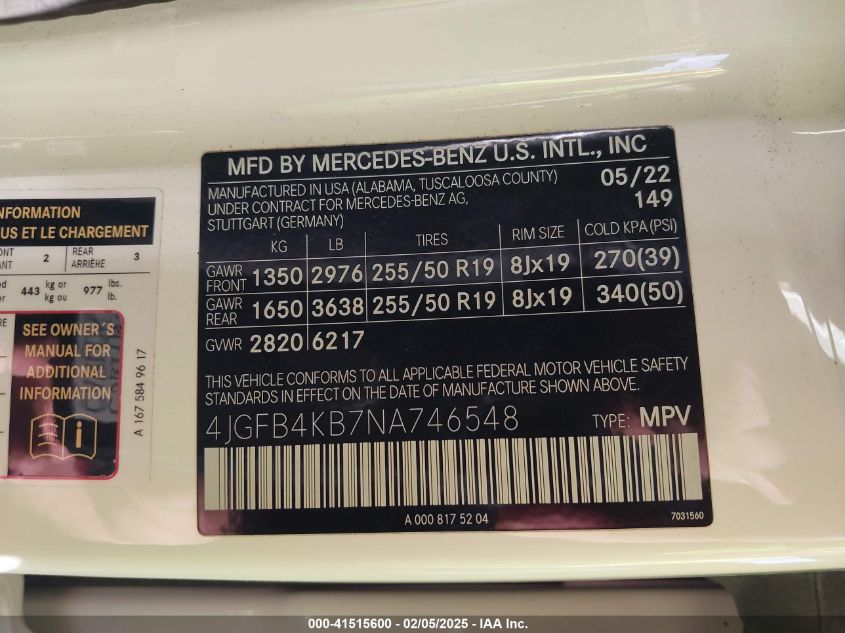 NFORMATION
US ET LE CHARGEMENT
2 REAR ARRIÈRE 3
443 kg or kg ou 977 lbs. lb.
SEE OWNER´S
MANUAL FOR
ADDITIONAL
INFORMATION
A 167 584 96 17
MFD BY MERCEDES-BENZ U.S. INTL., INC
MANUFACTURED IN USA (ALABAMA, TUSCALOOSA COUNTY) 05/22
UNDER CONTRACT FOR MERCEDES-BENZ AG, 149
STUTTGART (GERMANY)
KG LB TIRES RIM SIZE COLD KPA (PSI)
GAWR FRONT 1350 2976 255/50 R19 8Jx19 270(39)
GAWR REAR 1650 3638 255/50 R19 8Jx19 340(50)
GVWR 2820 6217
THIS VEHICLE CONFORMS TO ALL APPLICABLE FEDERAL MOTOR VEHICLE SAFETY
STANDARDS IN EFFECT ON THE DATE OF MANUFACTURE SHOWN ABOVE.
4JGFB4KB7NA746548 TYPE: MPV
A 000 817 52 04
7031560
000-41515600 — 02/05/2025 — IAA Inc.